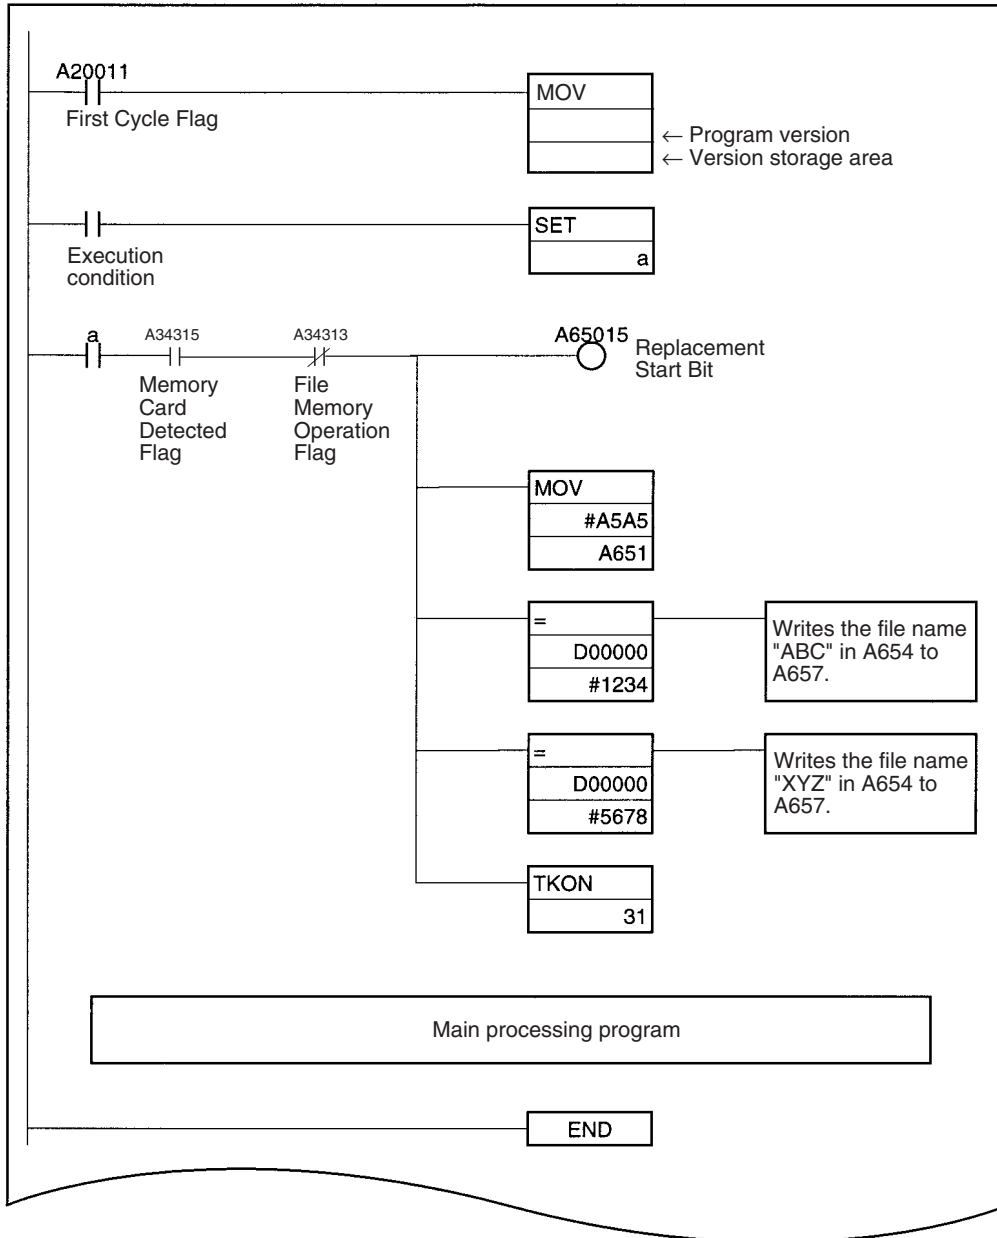 A20011
MOV
First Cycle Flag
← Program version
← Version storage area
SET
a
Execution
condition
a
A34315
A34313
A65015
Replacement
Start Bit
Memory
Card
Detected
Flag
File
Memory
Operation
Flag
MOV
#A5A5
A651
=
D00000
#1234
Writes the file name
"ABC" in A654 to
A657.
=
D00000
#5678
Writes the file name
"XYZ" in A654 to
A657.
TKON
31
Main processing program
END